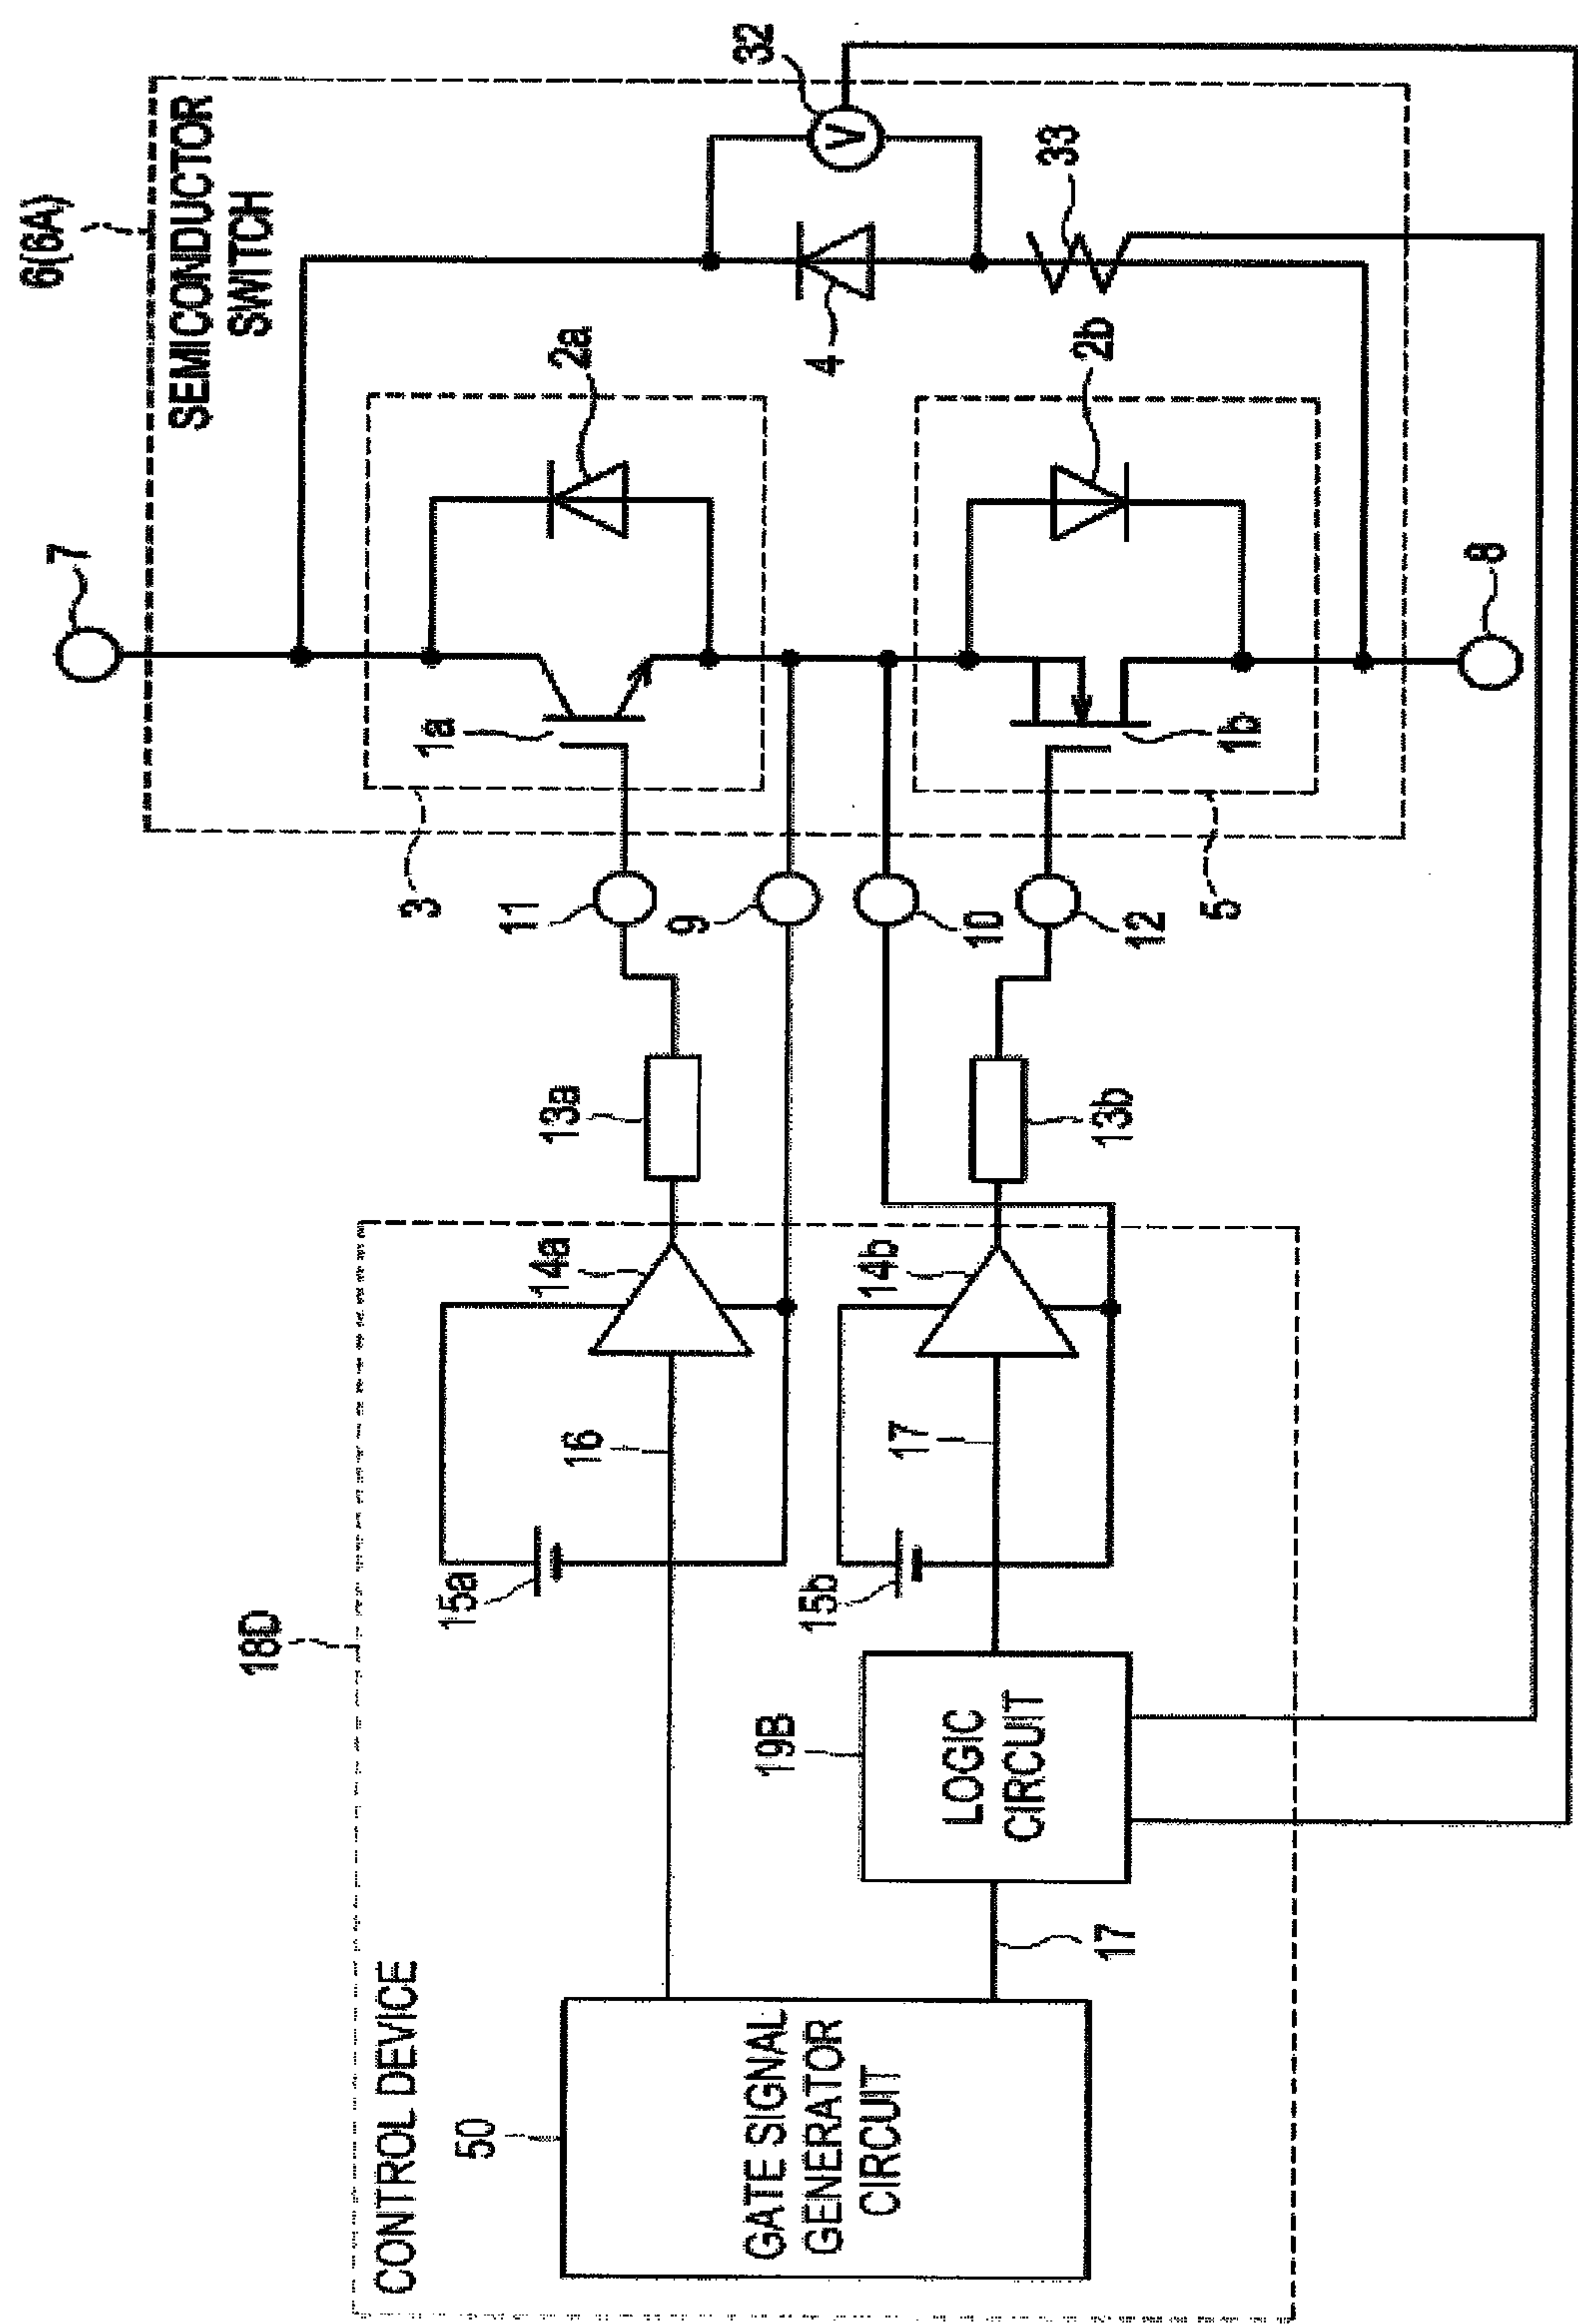 6(6A)
SEMICONDUCTOR
SWITCH
7
32
V
33
4
2a
2b
8
1a
1b
3
11
9
10
12
5
13a
13b
14a
14b
16
17
15a
15b
18D
19B
LOGIC
CIRCUIT
17
CONTROL DEVICE
50
GATE SIGNAL
GENERATOR
CIRCUIT